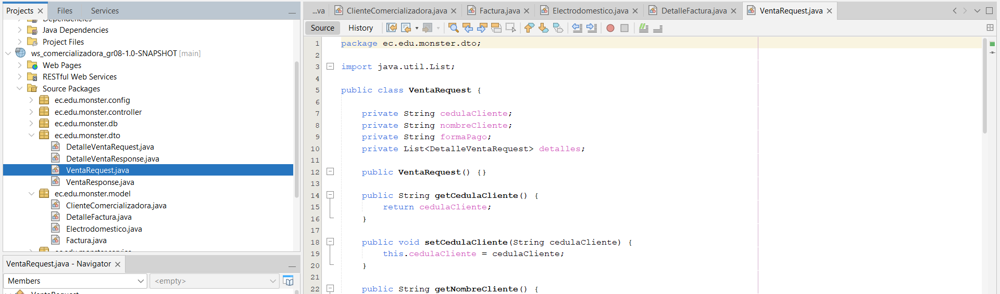 Projects
Files
Services
Dependencies
Java Dependencies
Project Files
ws_comercializadora_gr08-1.0-SNAPSHOT [main]
Web Pages
RESTful Web Services
Source Packages
ec.edu.monster.config
ec.edu.monster.controller
ec.edu.monster.db
ec.edu.monster.dto
DetalleVentaRequest.java
DetalleVentaResponse.java
VentaRequest.java
VentaResponse.java
ec.edu.monster.model
ClienteComercializadora.java
DetalleFactura.java
Electrodomestico.java
Factura.java
ec.edu.monster.service
VentaRequest.java - Navigator
Members
<empty>
VentaRequest
...va
ClienteComercializadora.java
Factura.java
Electrodomestico.java
DetalleFactura.java
VentaRequest.java
Source
History
1 package ec.edu.monster.dto;
2
3 import java.util.List;
4
5 public class VentaRequest {
6
7 private String cedulaCliente;
8 private String nombreCliente;
9 private String formaPago;
10 private List<DetalleVentaRequest> detalles;
11
12 public VentaRequest() {}
13
14 public String getCedulaCliente() {
15 return cedulaCliente;
16 }
17
18 public void setCedulaCliente(String cedulaCliente) {
19 this.cedulaCliente = cedulaCliente;
20 }
21
22 public String getNombreCliente() {